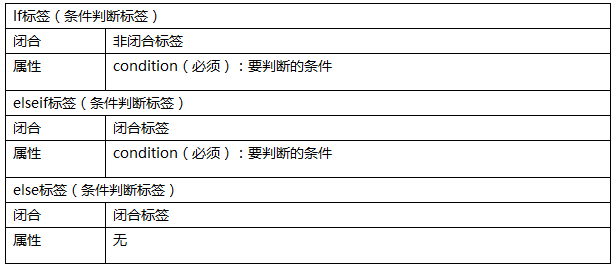 If标签（条件判断标签）
闭合 非闭合标签
属性 condition（必须）：要判断的条件
elseif标签（条件判断标签）
闭合 闭合标签
属性 condition（必须）：要判断的条件
else标签（条件判断标签）
闭合 闭合标签
属性 无